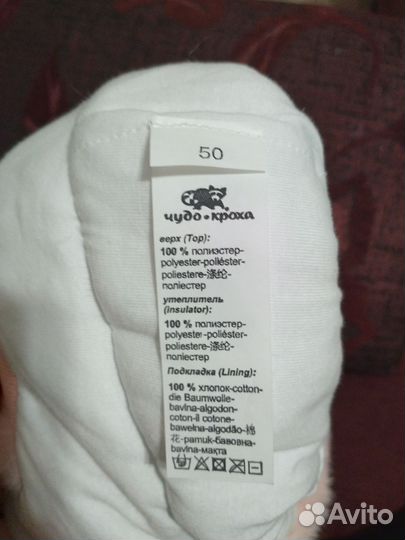 50
чудо•кроха
верх (Top):
100 % полиэстер-
polyester-poliéster-
poliestere-涤纶-
поліестер
утеплитель
(insulator):
100 % полиэстер-
polyester-poliéster-
poliestere-涤纶-
поліестер
Подкладка (Lining):
100 % хлопок-cotton-
die Baumwolle-
bavlna-algodon-
coton-il cotone-
bawełna-algodão-棉
花-pamuk-бавовна-
bavlna-мақта
Avito